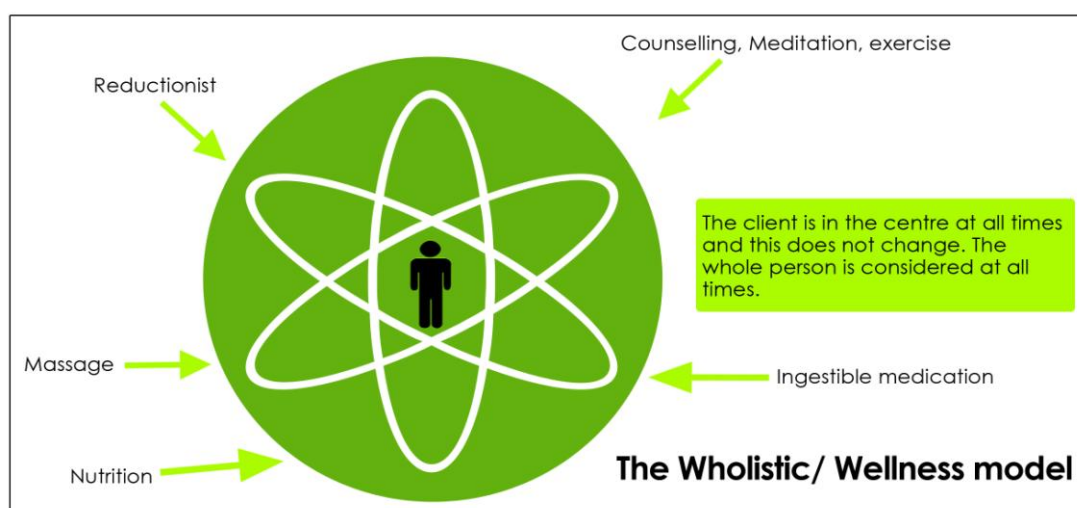 Counselling, Meditation, exercise
Reductionist
The client is in the centre at all times
and this does not change. The
whole person is considered at all
times.
Massage
Ingestible medication
Nutrition
The Wholistic/ Wellness model